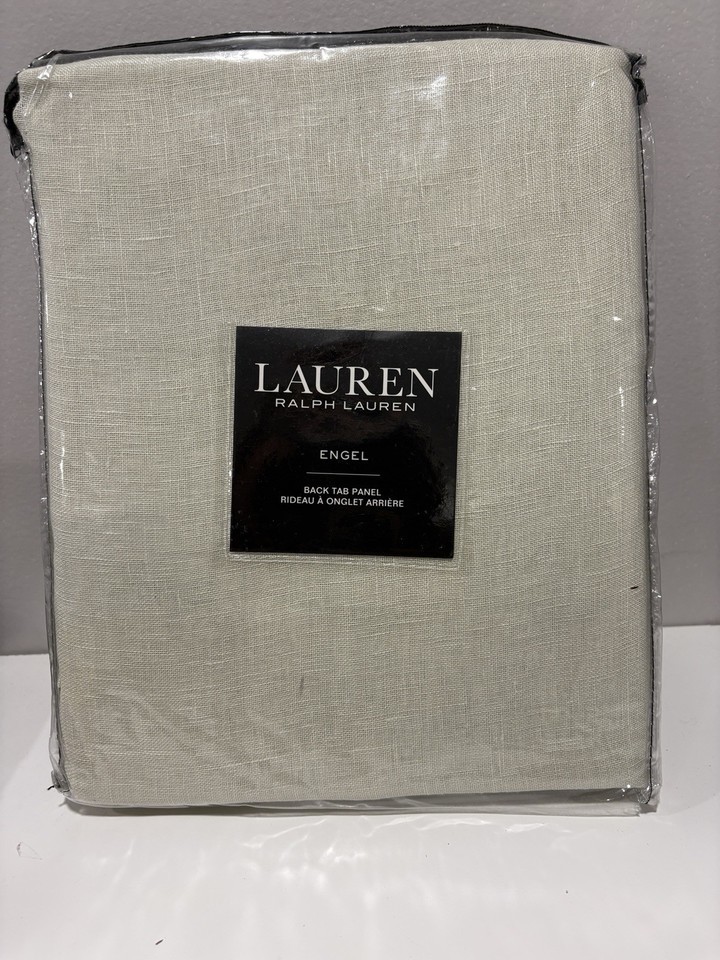 LAUREN
RALPH LAUREN
ENGEL
BACK TAB PANEL
RIDEAU À ONGLET ARRIÈRE